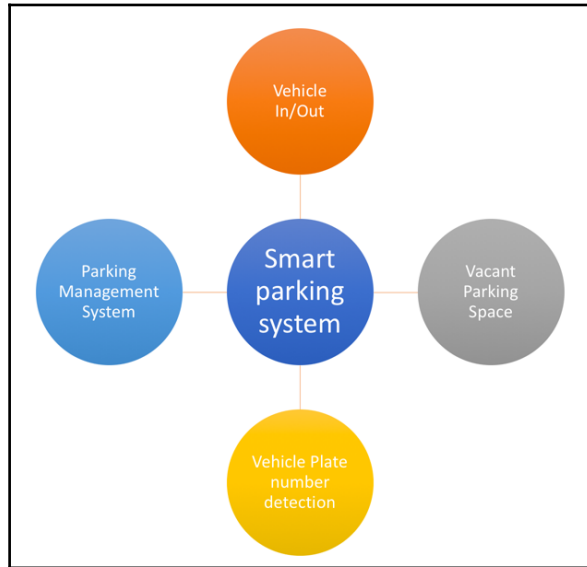 Vehicle
In/Out
Parking
Management
System
Smart
parking
system
Vacant
Parking
Space
Vehicle Plate
number
detection